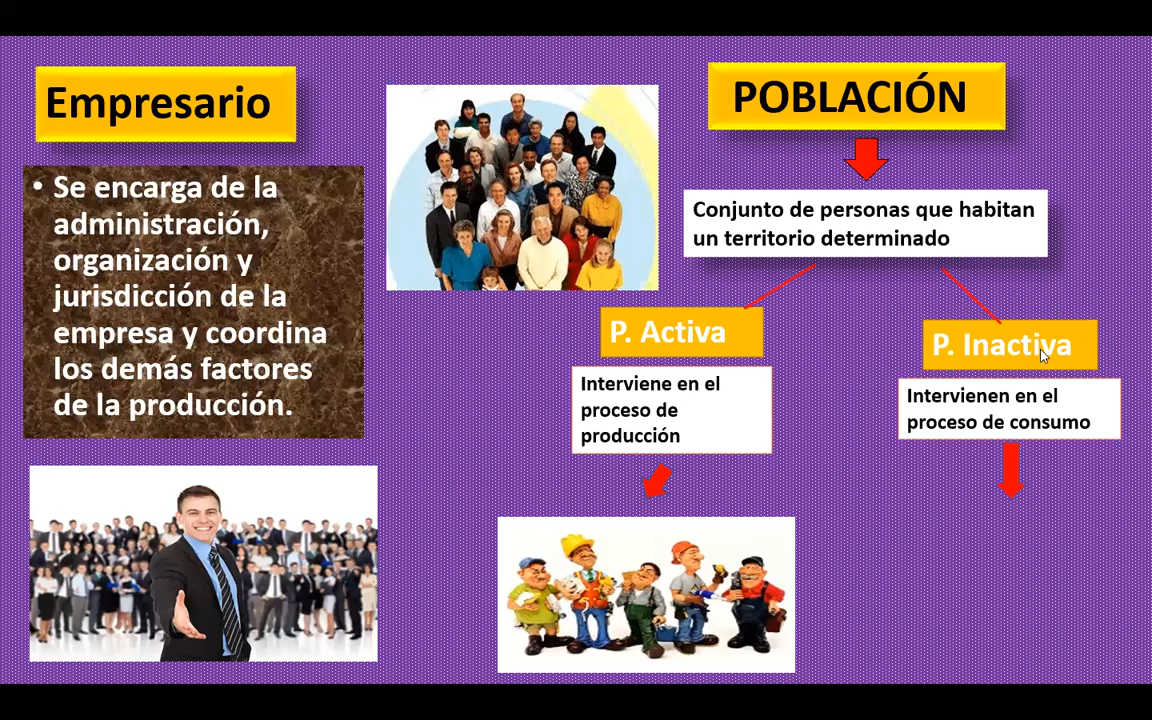 Empresario
• Se encarga de la
administración,
organización y
jurisdicción de la
empresa y coordina
los demás factores
de la producción.
POBLACIÓN
Conjunto de personas que habitan
un territorio determinado
P. Activa
Interviene en el
proceso de
producción
P. Inactiva
Intervienen en el
proceso de consumo